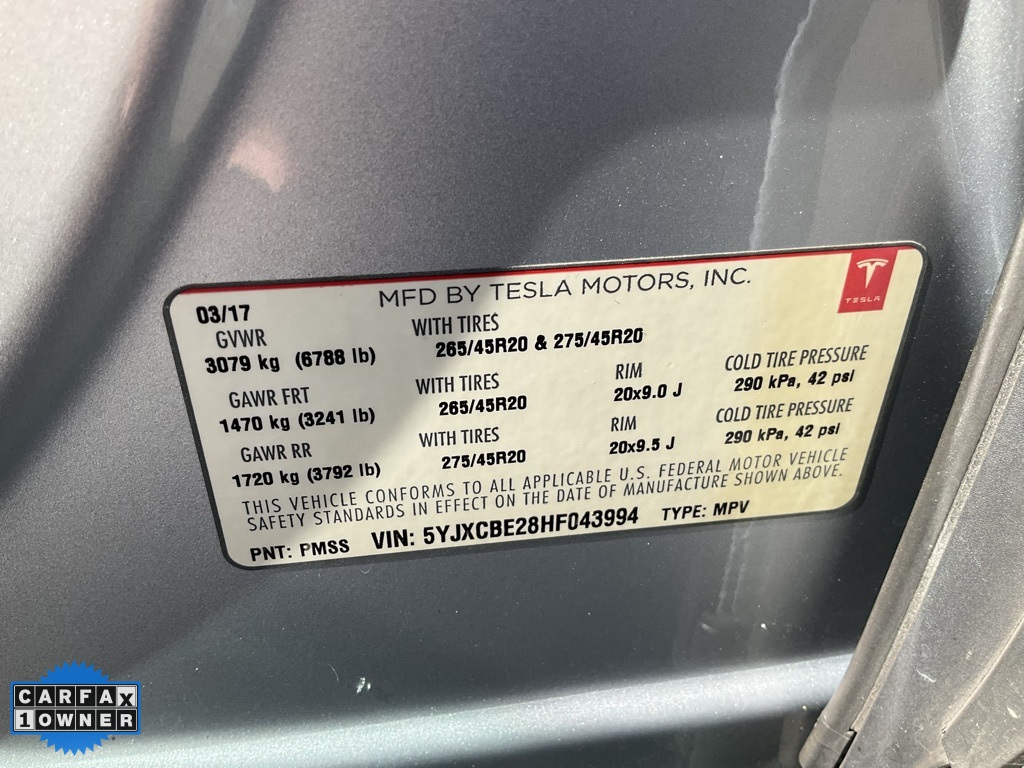 MFD BY TESLA MOTORS, INC.
TESLA
03/17
GVWR
3079 kg (6788 lb)
WITH TIRES
265/45R20 & 275/45R20
GAWR FRT
1470 kg (3241 lb)
WITH TIRES
265/45R20
RIM
20x9.0 J
COLD TIRE PRESSURE
290 kPa, 42 psi
GAWR RR
1720 kg (3792 lb)
WITH TIRES
275/45R20
RIM
20x9.5 J
COLD TIRE PRESSURE
290 kPa, 42 psi
THIS VEHICLE CONFORMS TO ALL APPLICABLE U.S. FEDERAL MOTOR VEHICLE
SAFETY STANDARDS IN EFFECT ON THE DATE OF MANUFACTURE SHOWN ABOVE.
PNT: PMSS VIN: 5YJXCBE28HF043994 TYPE: MPV
CARFAX
1 OWNER